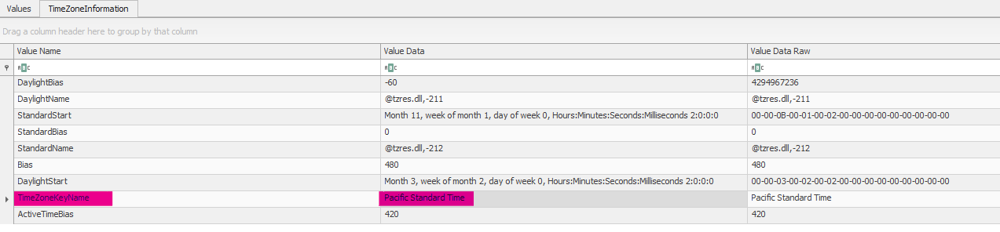 Values TimeZoneInformation
Drag a column header here to group by that column
Value Name Value Data Value Data Raw
ABC ABC ABC
DaylightBias -60 4294967236
DaylightName @tzres.dll,-211 @tzres.dll,-211
StandardStart Month 11, week of month 1, day of week 0, Hours:Minutes:Seconds:Milliseconds 2:0:0:0 00-00-0B-00-01-00-02-00-00-00-00-00-00-00-00-00
StandardBias 0 0
StandardName @tzres.dll,-212 @tzres.dll,-212
Bias 480 480
DaylightStart Month 3, week of month 2, day of week 0, Hours:Minutes:Seconds:Milliseconds 2:0:0:0 00-00-03-00-02-00-02-00-00-00-00-00-00-00-00-00
TimeZoneKeyName Pacific Standard Time Pacific Standard Time
ActiveTimeBias 420 420